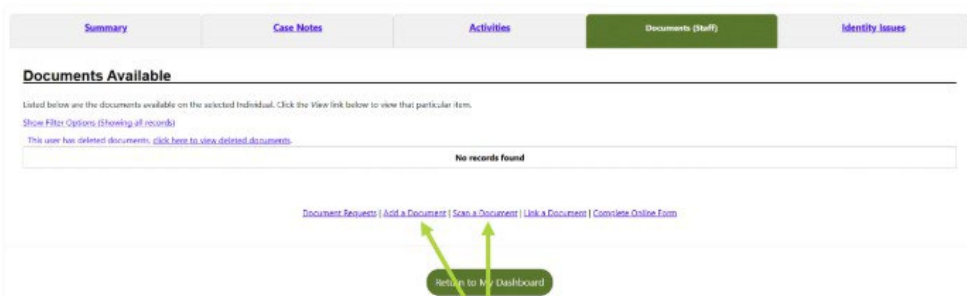 Summary Case Notes Activities Documents (Staff) Identity Issues
Documents Available
Listed below are the documents available on the selected Individual. Click the View link below to view that particular item.
Show Filter Options (Showing all records)
This user has deleted documents, click here to view deleted documents.
No records found
Document Requests | Add a Document | Scan a Document | Link a Document | Complete Online Form
Return to My Dashboard